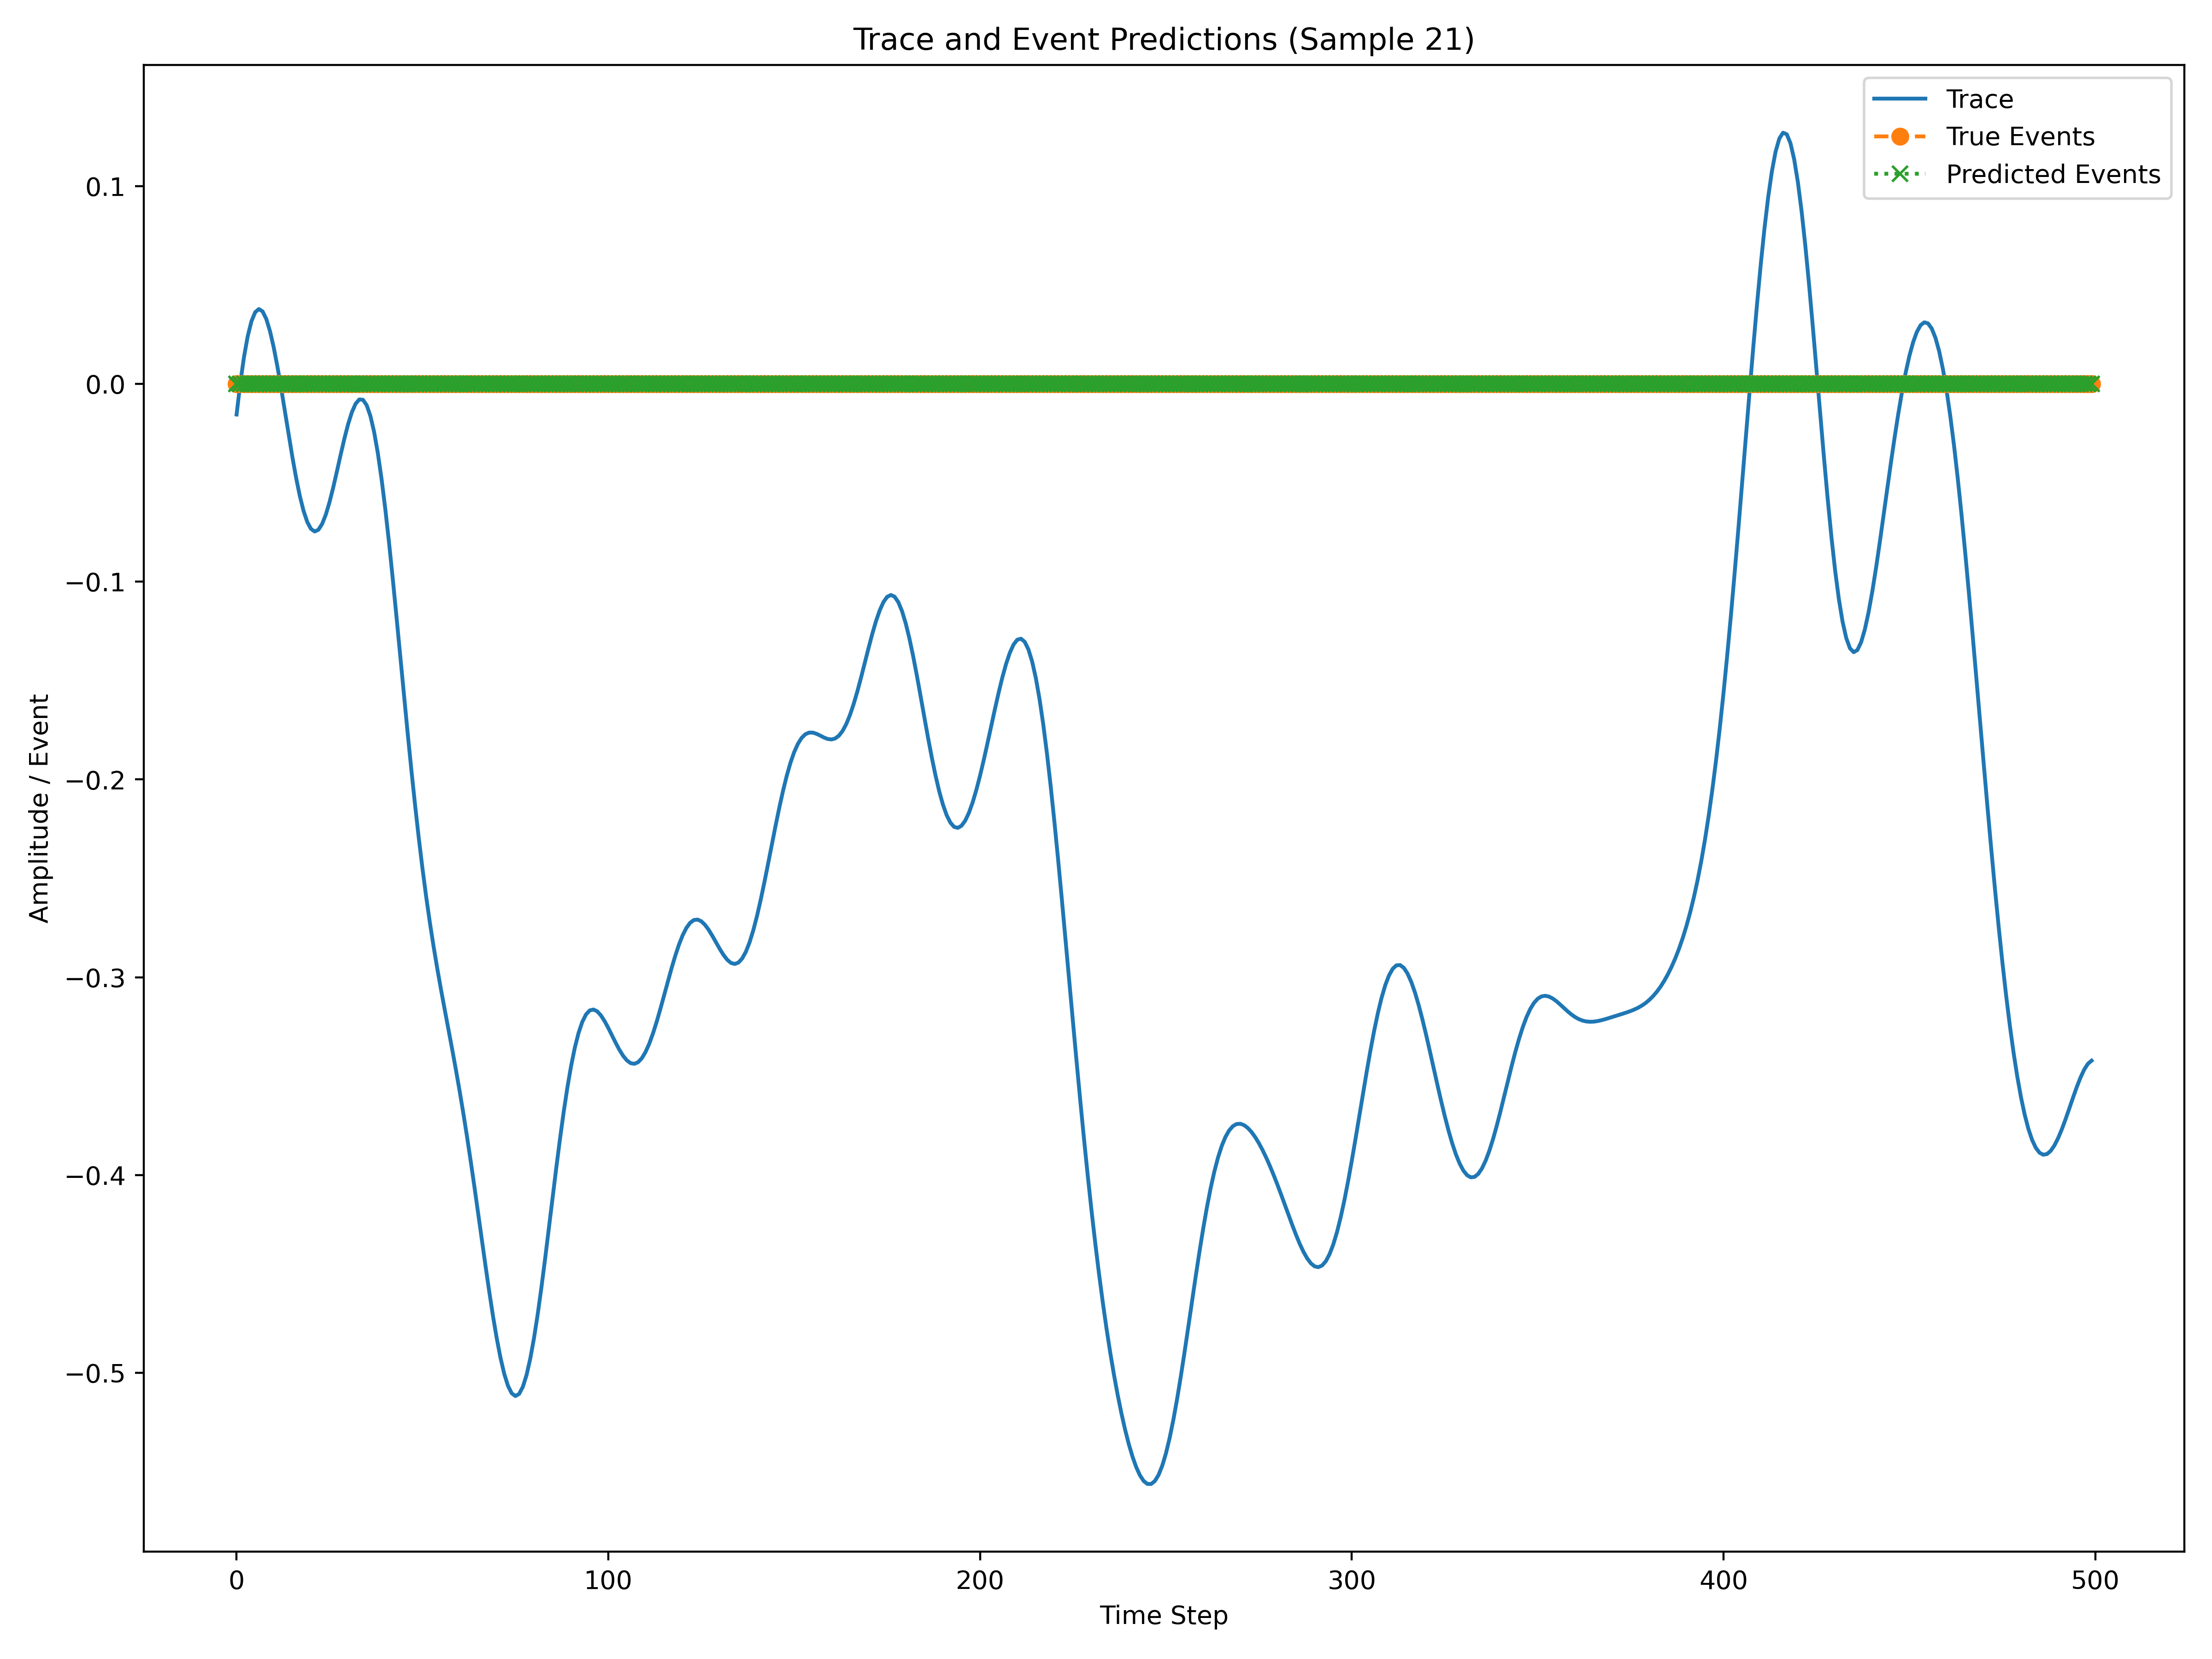 Trace and Event Predictions (Sample 21)
Trace
True Events
Predicted Events
0.1
0.0
−0.1
−0.2
−0.3
−0.4
−0.5
Amplitude / Event
0 100 200 300 400 500
Time Step